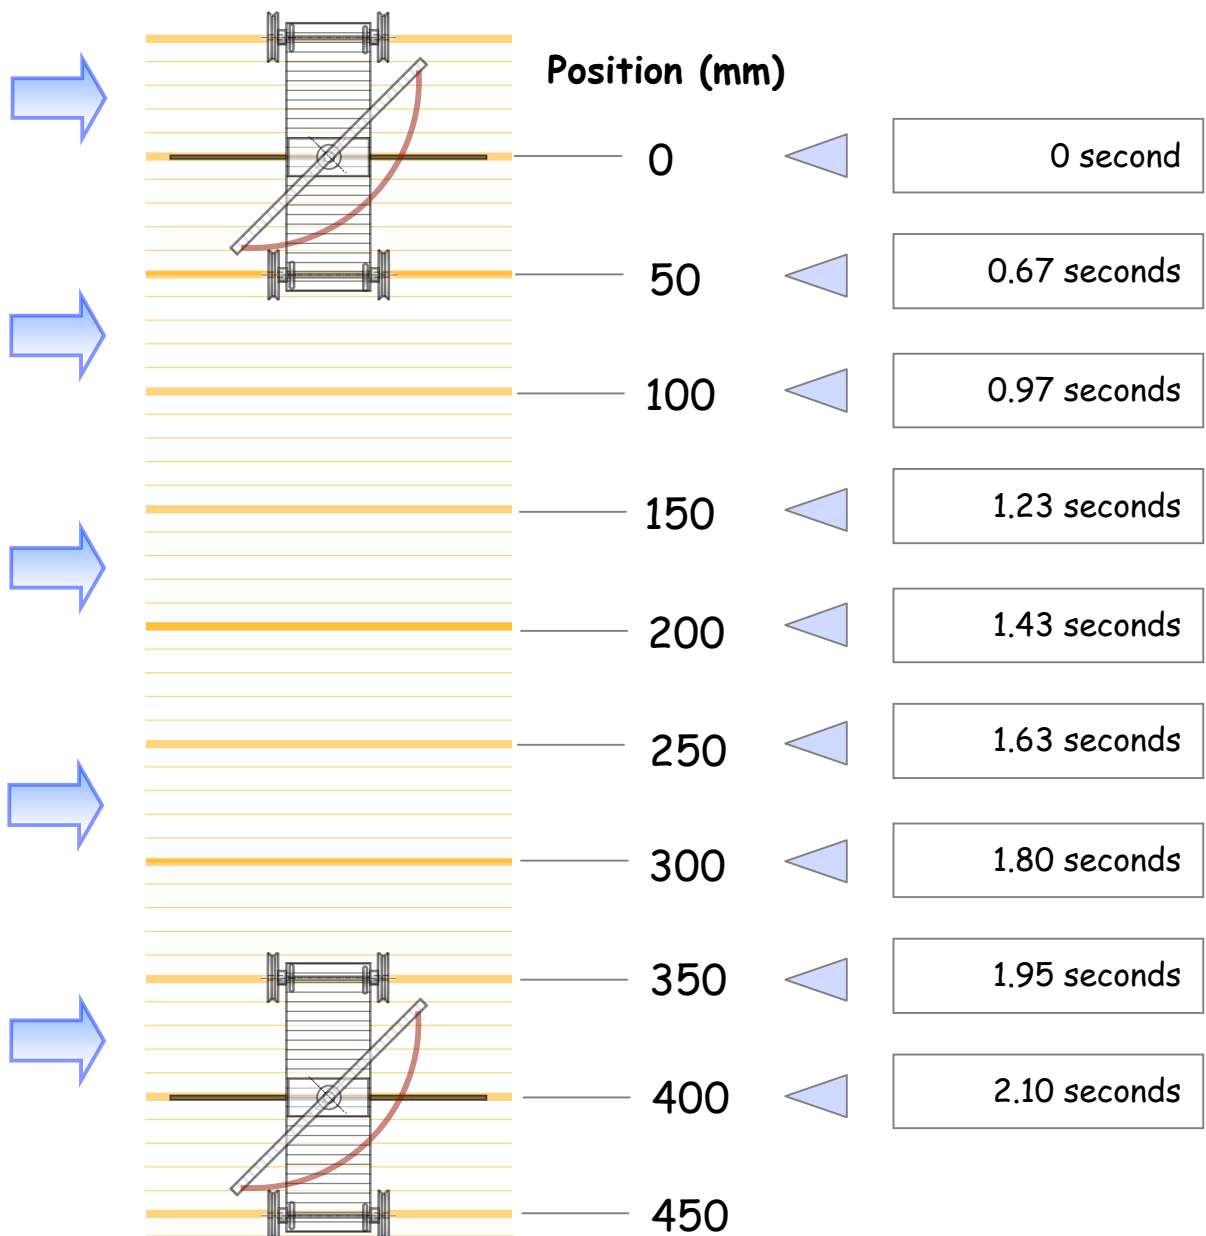 Position (mm)
0 0 second
50 0.67 seconds
100 0.97 seconds
150 1.23 seconds
200 1.43 seconds
250 1.63 seconds
300 1.80 seconds
350 1.95 seconds
400 2.10 seconds
450